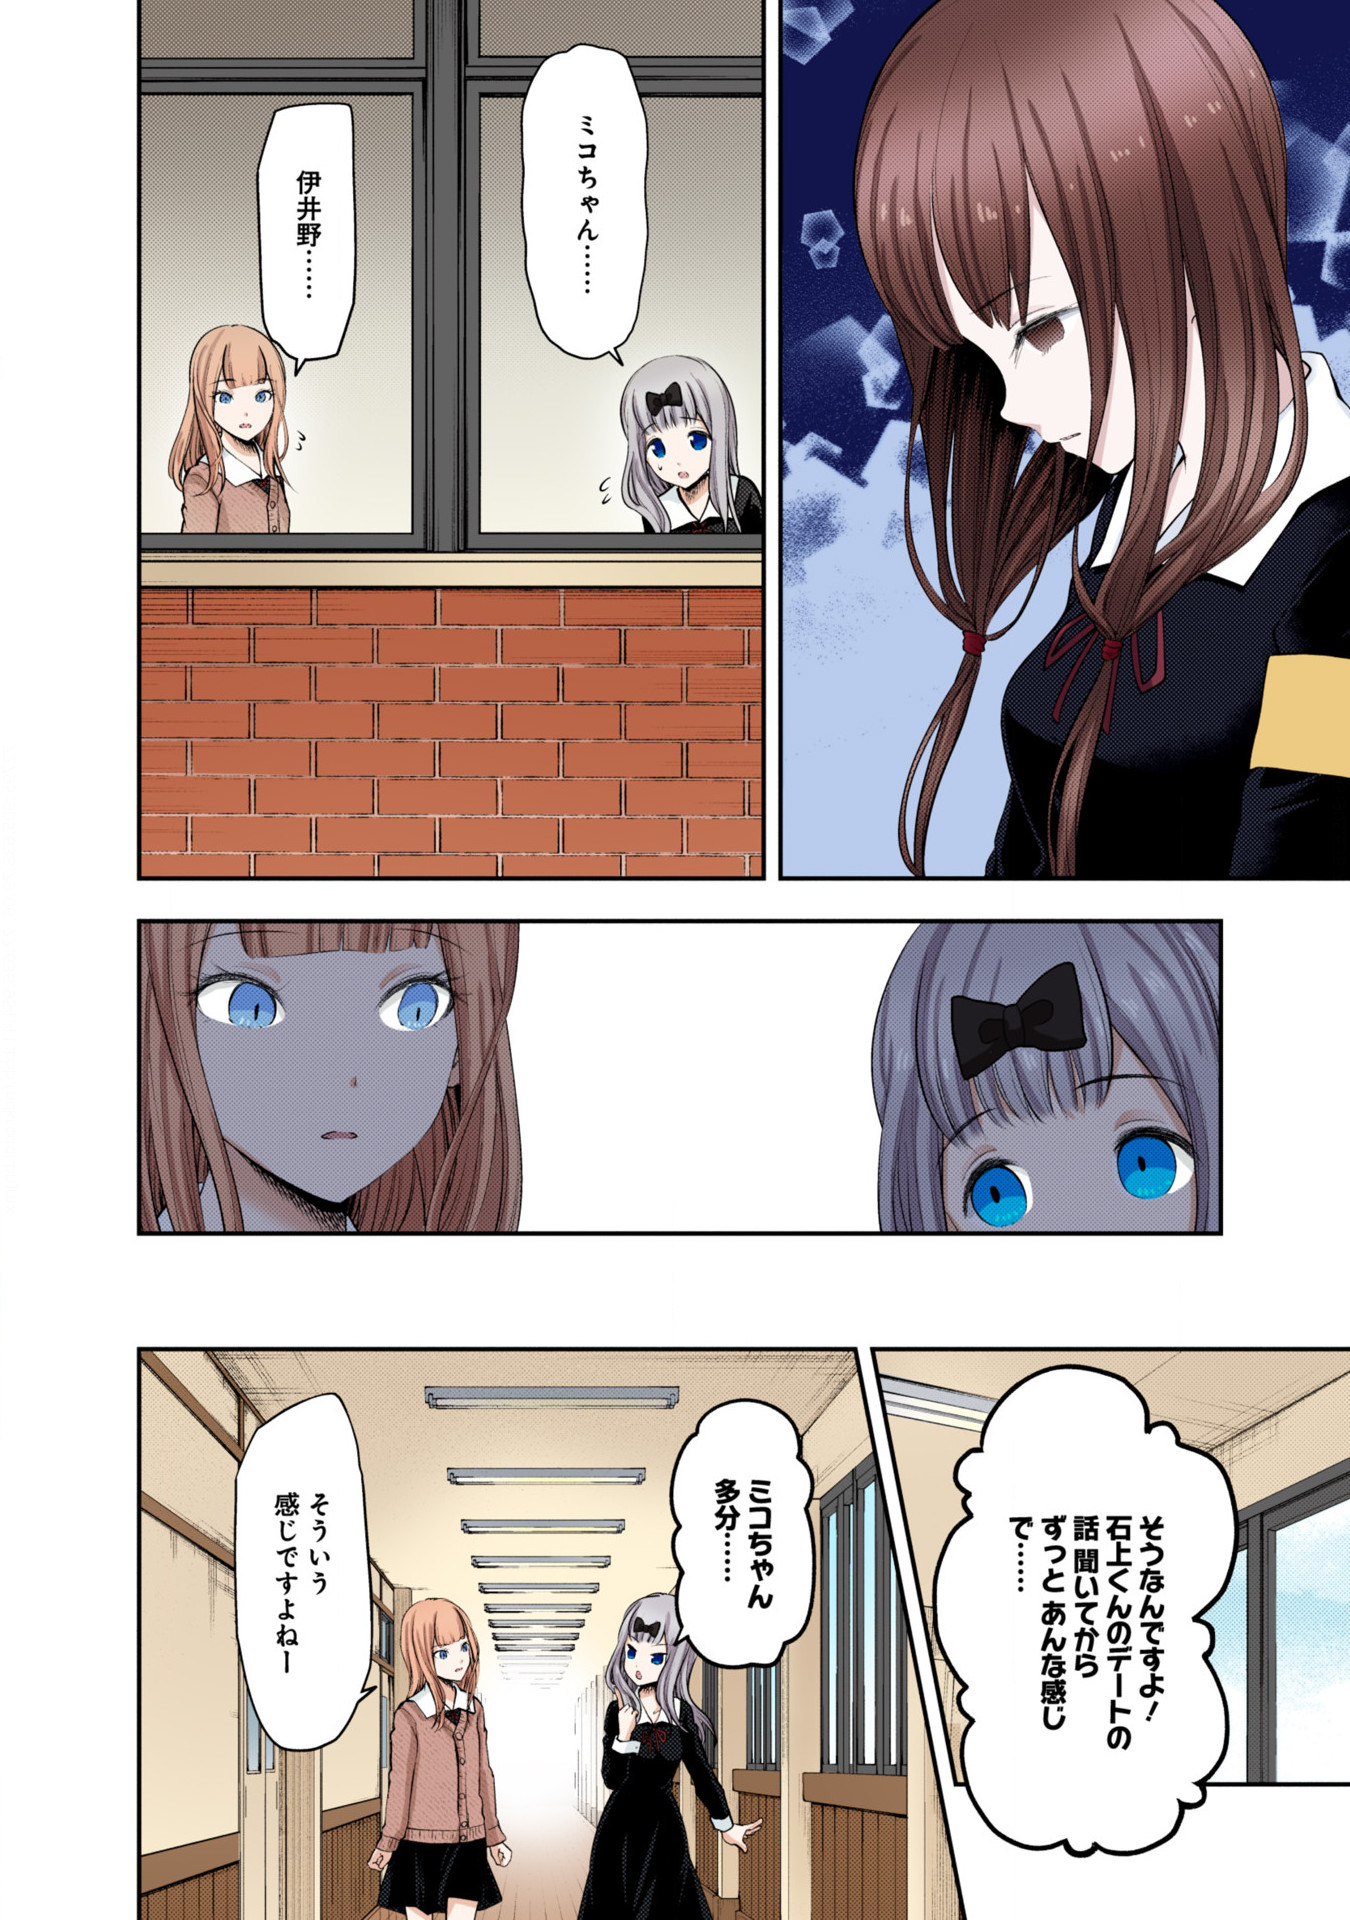 ミコちゃん……
伊井野……
そうなんですよ!
石上くんのデートの
話 聞いてから
ずっと あんな感じ
で……
ミコちゃん
多分……
そういう
感じですよねー